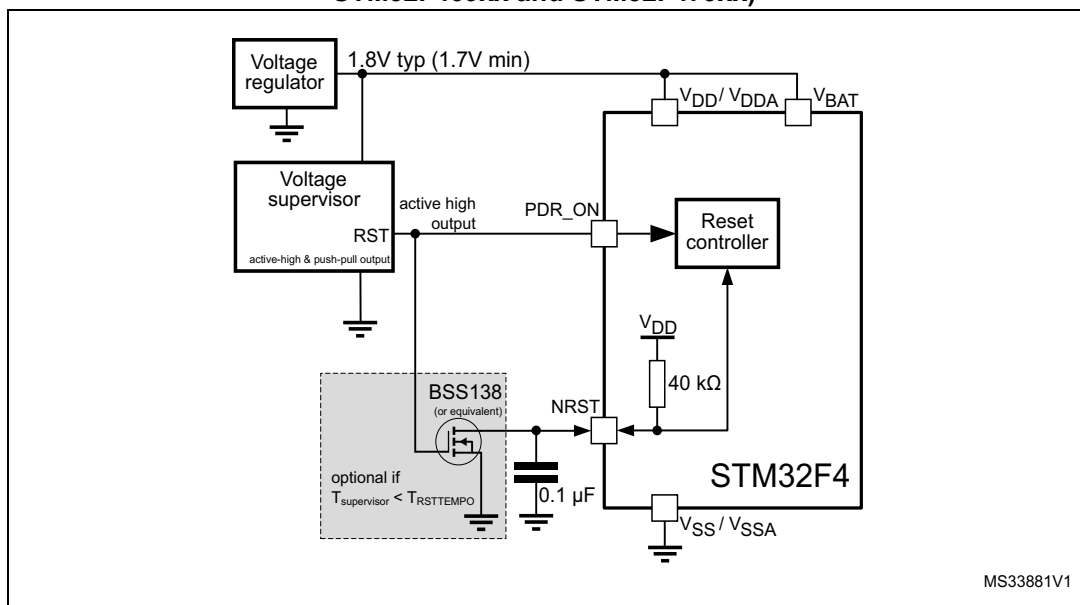 Voltage
regulator
1.8V typ (1.7V min)
VDD/ VDDA
VBAT
Voltage
supervisor
RST
active-high & push-pull output
active high
output
PDR_ON
Reset
controller
VDD
40 kΩ
BSS138
(or equivalent)
NRST
optional if
Tsupervisor < TRSTTEMPO
0.1 µF
STM32F4
VSS / VSSA
MS33881V1